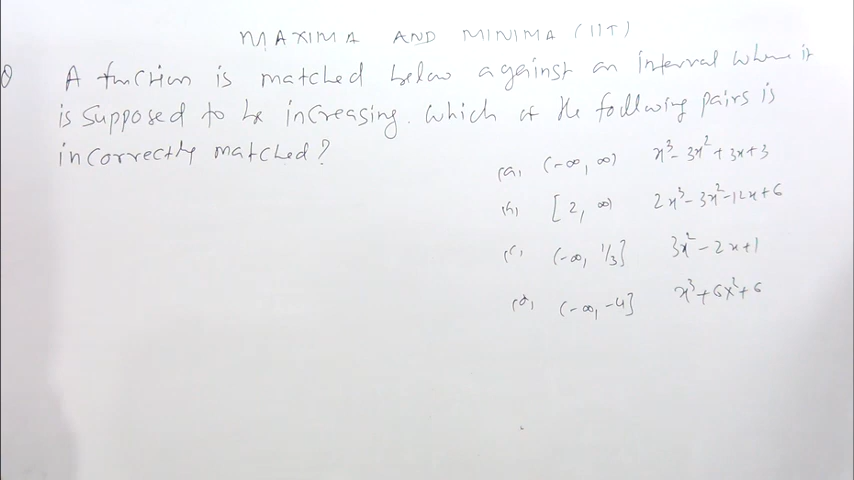 MAXIMA AND MINIMA (IIT)
Q A function is matched below against an interval where it
is supposed to be increasing. Which of the following pairs is
incorrectly matched?
(a) (-∞, ∞) x³ - 3x² + 3x + 3
(b) [2, ∞) 2x³ - 3x² - 12x + 6
(c) (-∞, 1/3] 3x² - 2x + 1
(d) (-∞, -4] x³ + 6x² + 6